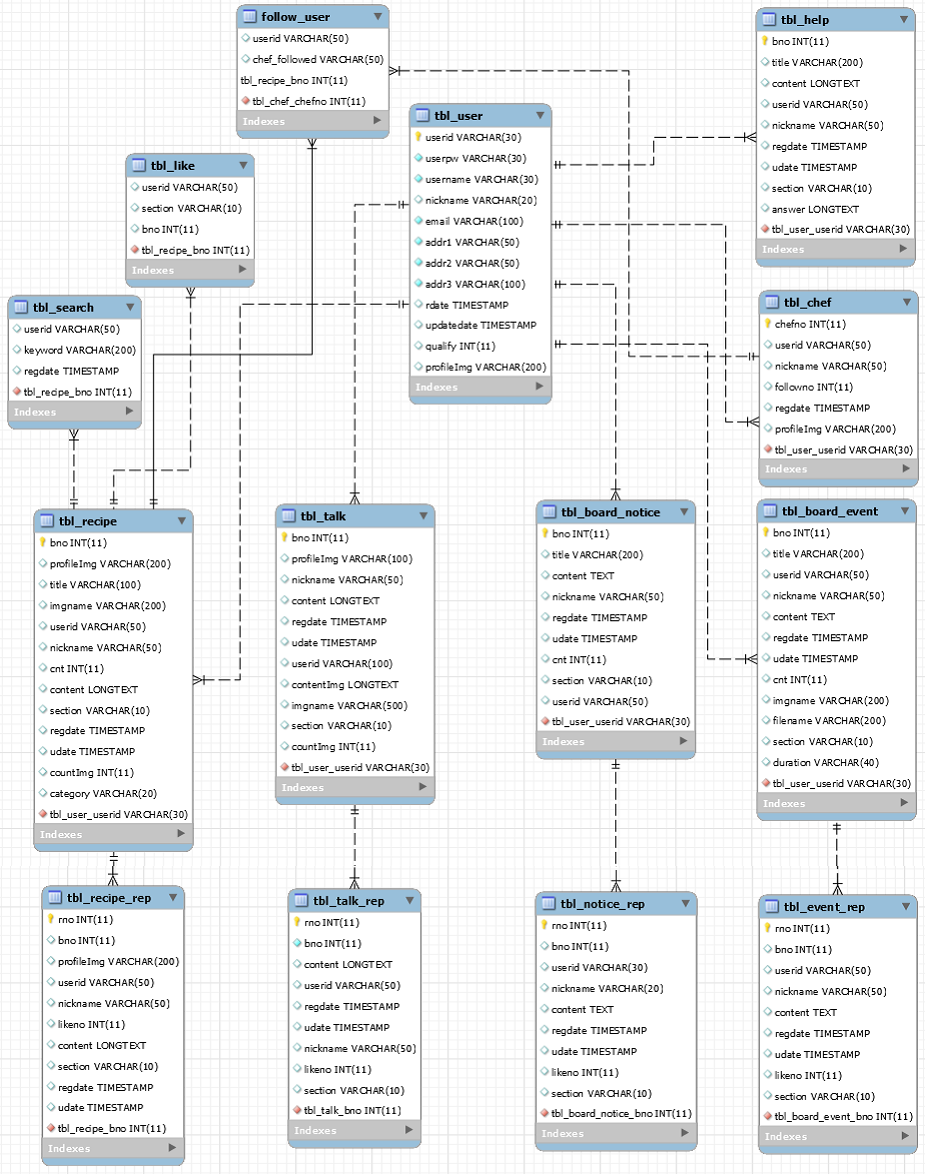 follow_user
userid VARCHAR(50)
chef_followed VARCHAR(50)
tbl_recipe_bno INT(11)
tbl_chef_chefno INT(11)
Indexes
tbl_help
bno INT(11)
title VARCHAR(200)
content LONGTEXT
userid VARCHAR(50)
nickname VARCHAR(50)
regdate TIMESTAMP
udate TIMESTAMP
section VARCHAR(10)
answer LONGTEXT
tbl_user_userid VARCHAR(30)
Indexes
tbl_user
userid VARCHAR(30)
userpw VARCHAR(30)
username VARCHAR(30)
nickname VARCHAR(20)
email VARCHAR(100)
addr1 VARCHAR(50)
addr2 VARCHAR(50)
addr3 VARCHAR(100)
rdate TIMESTAMP
updatedate TIMESTAMP
qualify INT(11)
profileImg VARCHAR(200)
Indexes
tbl_like
userid VARCHAR(50)
section VARCHAR(10)
bno INT(11)
tbl_recipe_bno INT(11)
Indexes
tbl_search
userid VARCHAR(50)
keyword VARCHAR(200)
regdate TIMESTAMP
tbl_recipe_bno INT(11)
Indexes
tbl_chef
chefno INT(11)
userid VARCHAR(50)
nickname VARCHAR(50)
followno INT(11)
regdate TIMESTAMP
profileImg VARCHAR(200)
tbl_user_userid VARCHAR(30)
Indexes
tbl_recipe
bno INT(11)
profileImg VARCHAR(200)
title VARCHAR(100)
imgname VARCHAR(200)
userid VARCHAR(50)
nickname VARCHAR(50)
cnt INT(11)
content LONGTEXT
section VARCHAR(10)
regdate TIMESTAMP
udate TIMESTAMP
countImg INT(11)
category VARCHAR(20)
tbl_user_userid VARCHAR(30)
Indexes
tbl_talk
bno INT(11)
profileImg VARCHAR(100)
nickname VARCHAR(50)
content LONGTEXT
regdate TIMESTAMP
udate TIMESTAMP
userid VARCHAR(100)
contentImg LONGTEXT
imgname VARCHAR(500)
section VARCHAR(10)
countImg INT(11)
tbl_user_userid VARCHAR(30)
Indexes
tbl_board_notice
bno INT(11)
title VARCHAR(200)
content TEXT
nickname VARCHAR(50)
regdate TIMESTAMP
udate TIMESTAMP
cnt INT(11)
section VARCHAR(10)
userid VARCHAR(50)
tbl_user_userid VARCHAR(30)
Indexes
tbl_board_event
bno INT(11)
title VARCHAR(200)
userid VARCHAR(50)
nickname VARCHAR(50)
content TEXT
regdate TIMESTAMP
udate TIMESTAMP
cnt INT(11)
imgname VARCHAR(200)
filename VARCHAR(200)
section VARCHAR(10)
duration VARCHAR(40)
tbl_user_userid VARCHAR(30)
Indexes
tbl_recipe_rep
rno INT(11)
bno INT(11)
profileImg VARCHAR(200)
userid VARCHAR(50)
nickname VARCHAR(50)
likeno INT(11)
content LONGTEXT
section VARCHAR(10)
regdate TIMESTAMP
udate TIMESTAMP
tbl_recipe_bno INT(11)
Indexes
tbl_talk_rep
rno INT(11)
bno INT(11)
content LONGTEXT
userid VARCHAR(50)
regdate TIMESTAMP
udate TIMESTAMP
nickname VARCHAR(50)
likeno INT(11)
section VARCHAR(10)
tbl_talk_bno INT(11)
Indexes
tbl_notice_rep
rno INT(11)
bno INT(11)
userid VARCHAR(30)
nickname VARCHAR(20)
content TEXT
regdate TIMESTAMP
udate TIMESTAMP
likeno INT(11)
section VARCHAR(10)
tbl_board_notice_bno INT(11)
Indexes
tbl_event_rep
rno INT(11)
bno INT(11)
userid VARCHAR(50)
nickname VARCHAR(50)
content TEXT
regdate TIMESTAMP
udate TIMESTAMP
likeno INT(11)
section VARCHAR(10)
tbl_board_event_bno INT(11)
Indexes